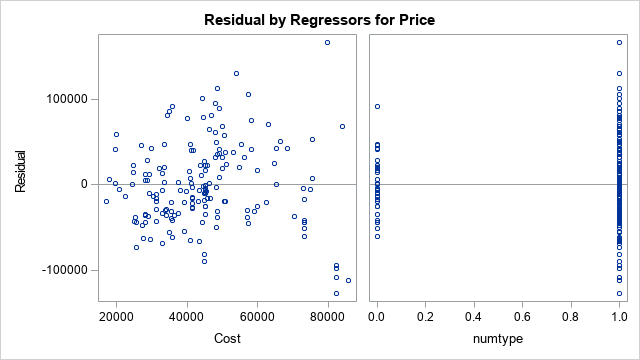 Residual by Regressors for Price
Residual
100000
0
-100000
20000 40000 60000 80000
0.0 0.2 0.4 0.6 0.8 1.0
Cost
numtype